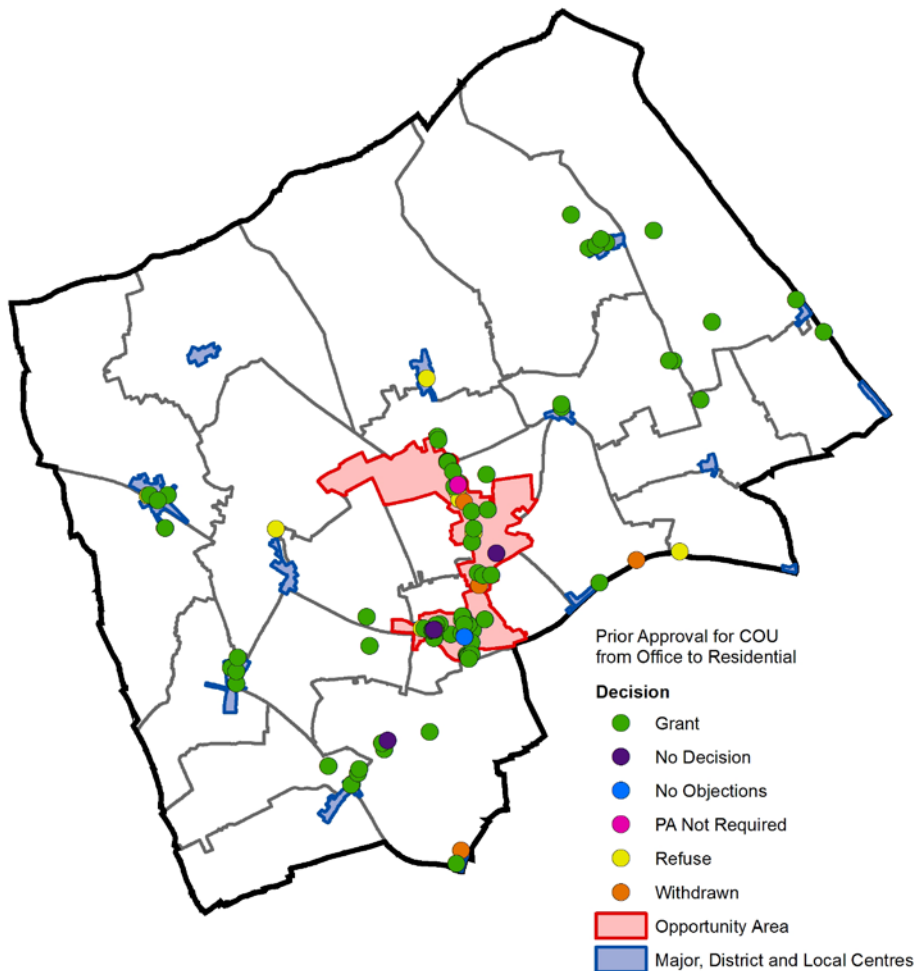 Prior Approval for COU
from Office to Residential
Decision
Grant
No Decision
No Objections
PA Not Required
Refuse
Withdrawn
Opportunity Area
Major, District and Local Centres